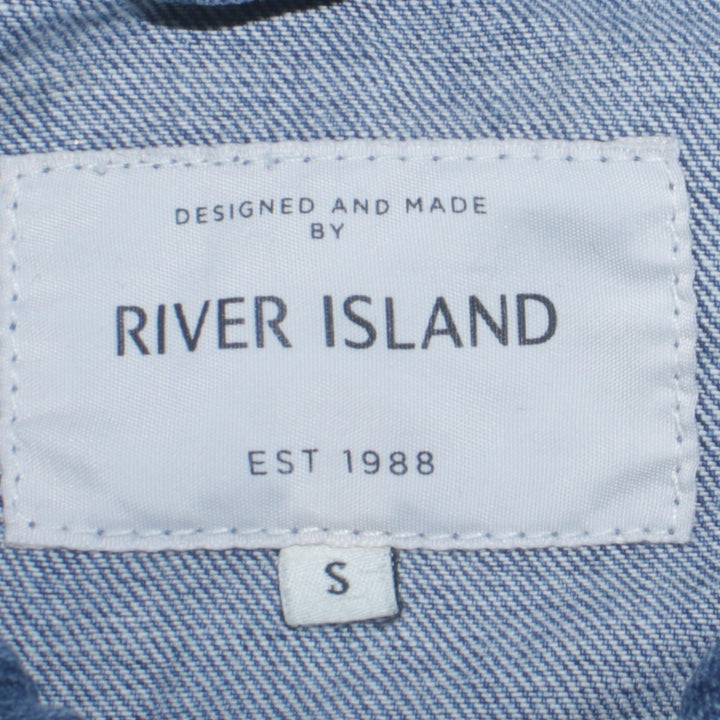 DESIGNED AND MADE
BY
RIVER ISLAND
EST 1988
S